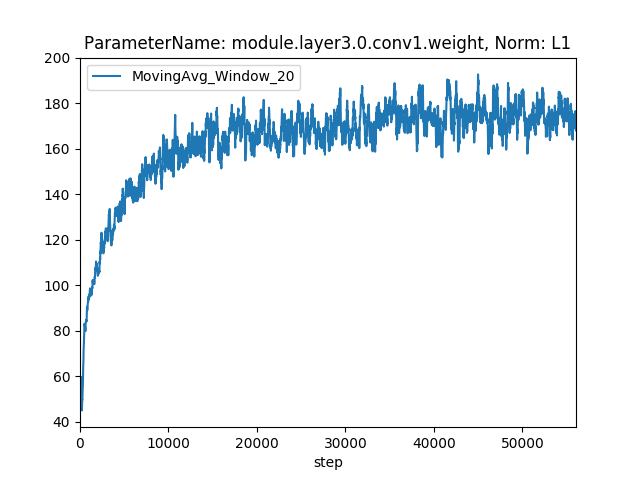 ParameterName: module.layer3.0.conv1.weight, Norm: L1
MovingAvg_Window_20
200
180
160
140
120
100
80
60
40
0 10000 20000 30000 40000 50000
step